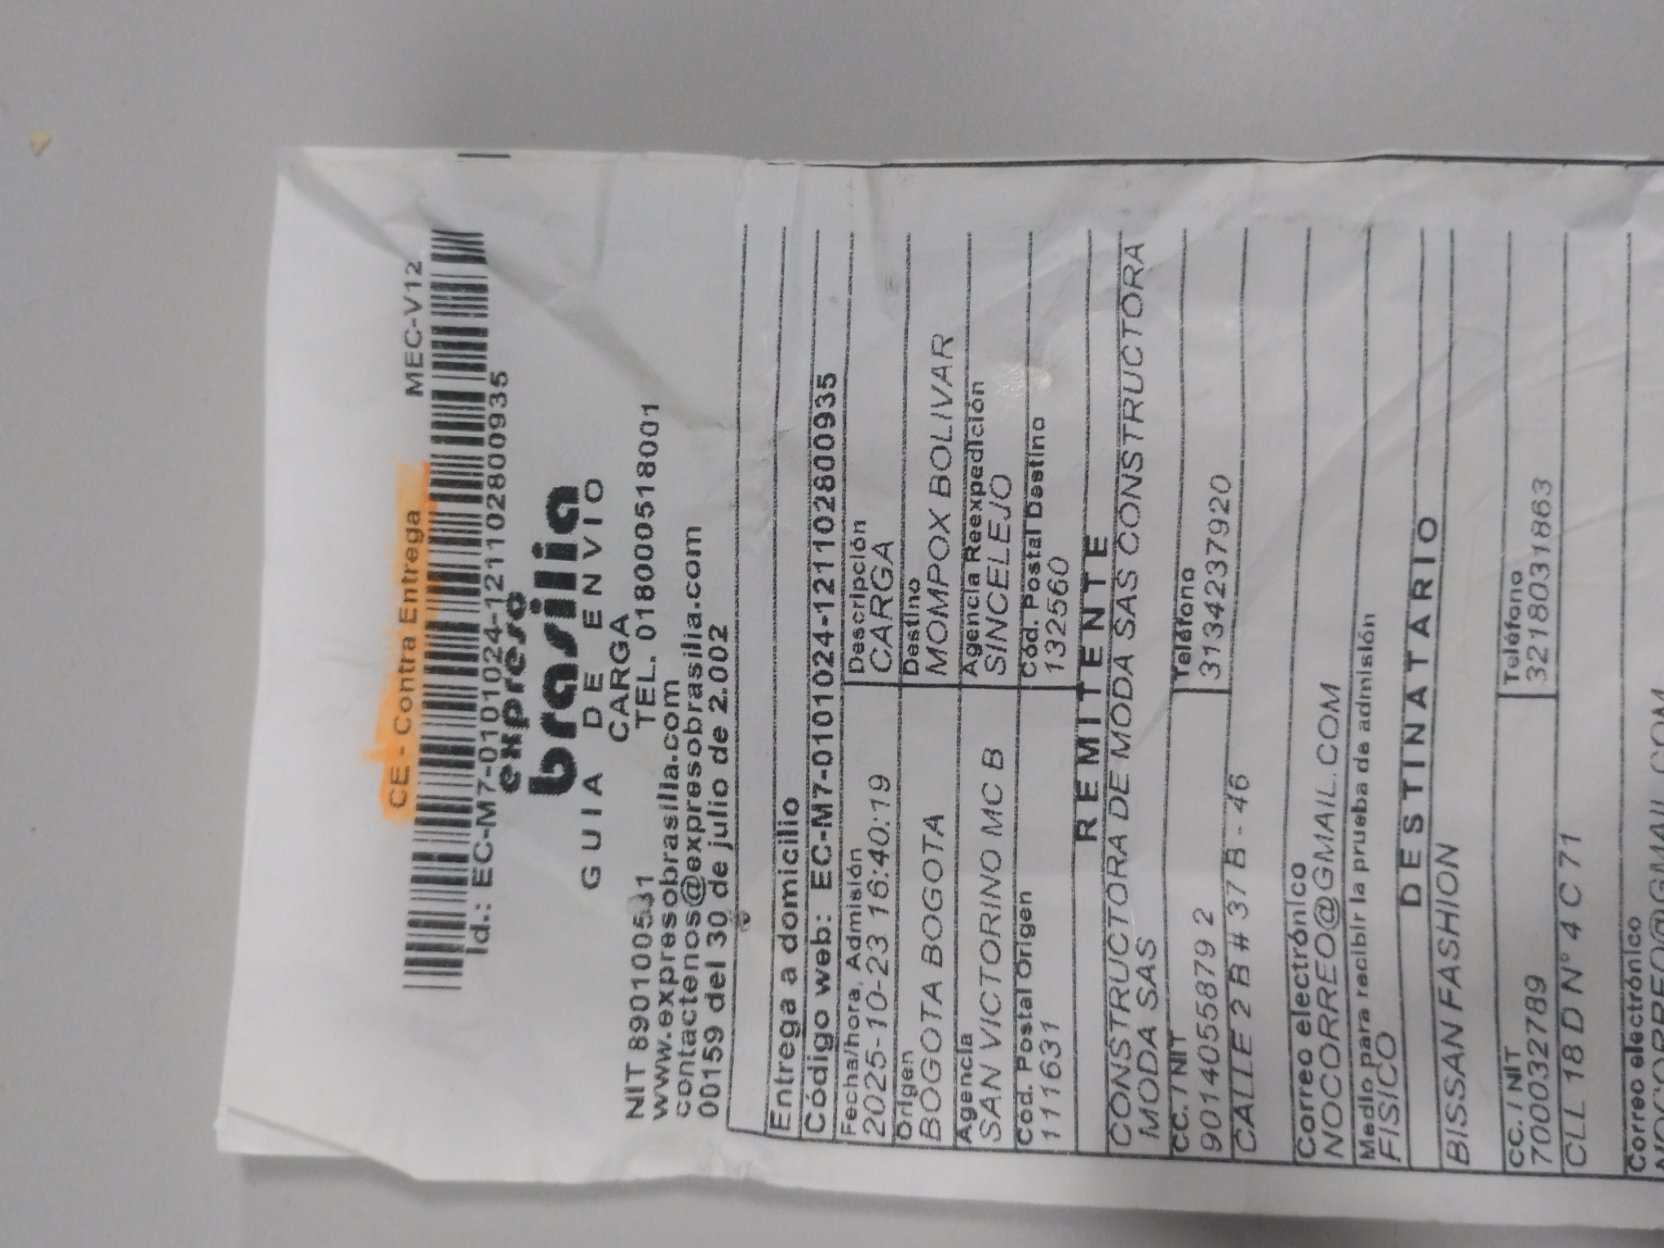 CE - Contra Entrega MEC-V12
Id.: EC-M7-0101024-121102800935
expreso
brasilia
GUIA DE ENVIO
CARGA
NIT 890100531 TEL. 018000518001
www.expresobrasilia.com
contactenos@expresobrasilia.com
00159 del 30 de julio de 2.002
Entrega a domicilio
Código web: EC-M7-0101024-121102800935
Fecha/hora, Admisión Descripción
2025-10-23 16:40:19 CARGA
Origen Destino
BOGOTA BOGOTA MOMPOX BOLIVAR
Agencia Agencia Reexpedición
SAN VICTORINO MC B SINCELEJO
Cód. Postal Origen Cód. Postal Destino
111631 132560
REMITENTE
CONSTRUCTORA DE MODA SAS CONSTRUCTORA
MODA SAS
CC. / NIT Teléfono
9014055879 2 3134237920
CALLE 2 B # 37 B - 46
Correo electrónico
NOCORREO@GMAIL.COM
Medio para recibir la prueba de admisión
FISICO
DESTINATARIO
BISSAN FASHION
CC. / NIT Teléfono
7000032789 3218031863
CLL 18 D N° 4 C 71
Correo electrónico
NOCORREO@GMAIL.COM